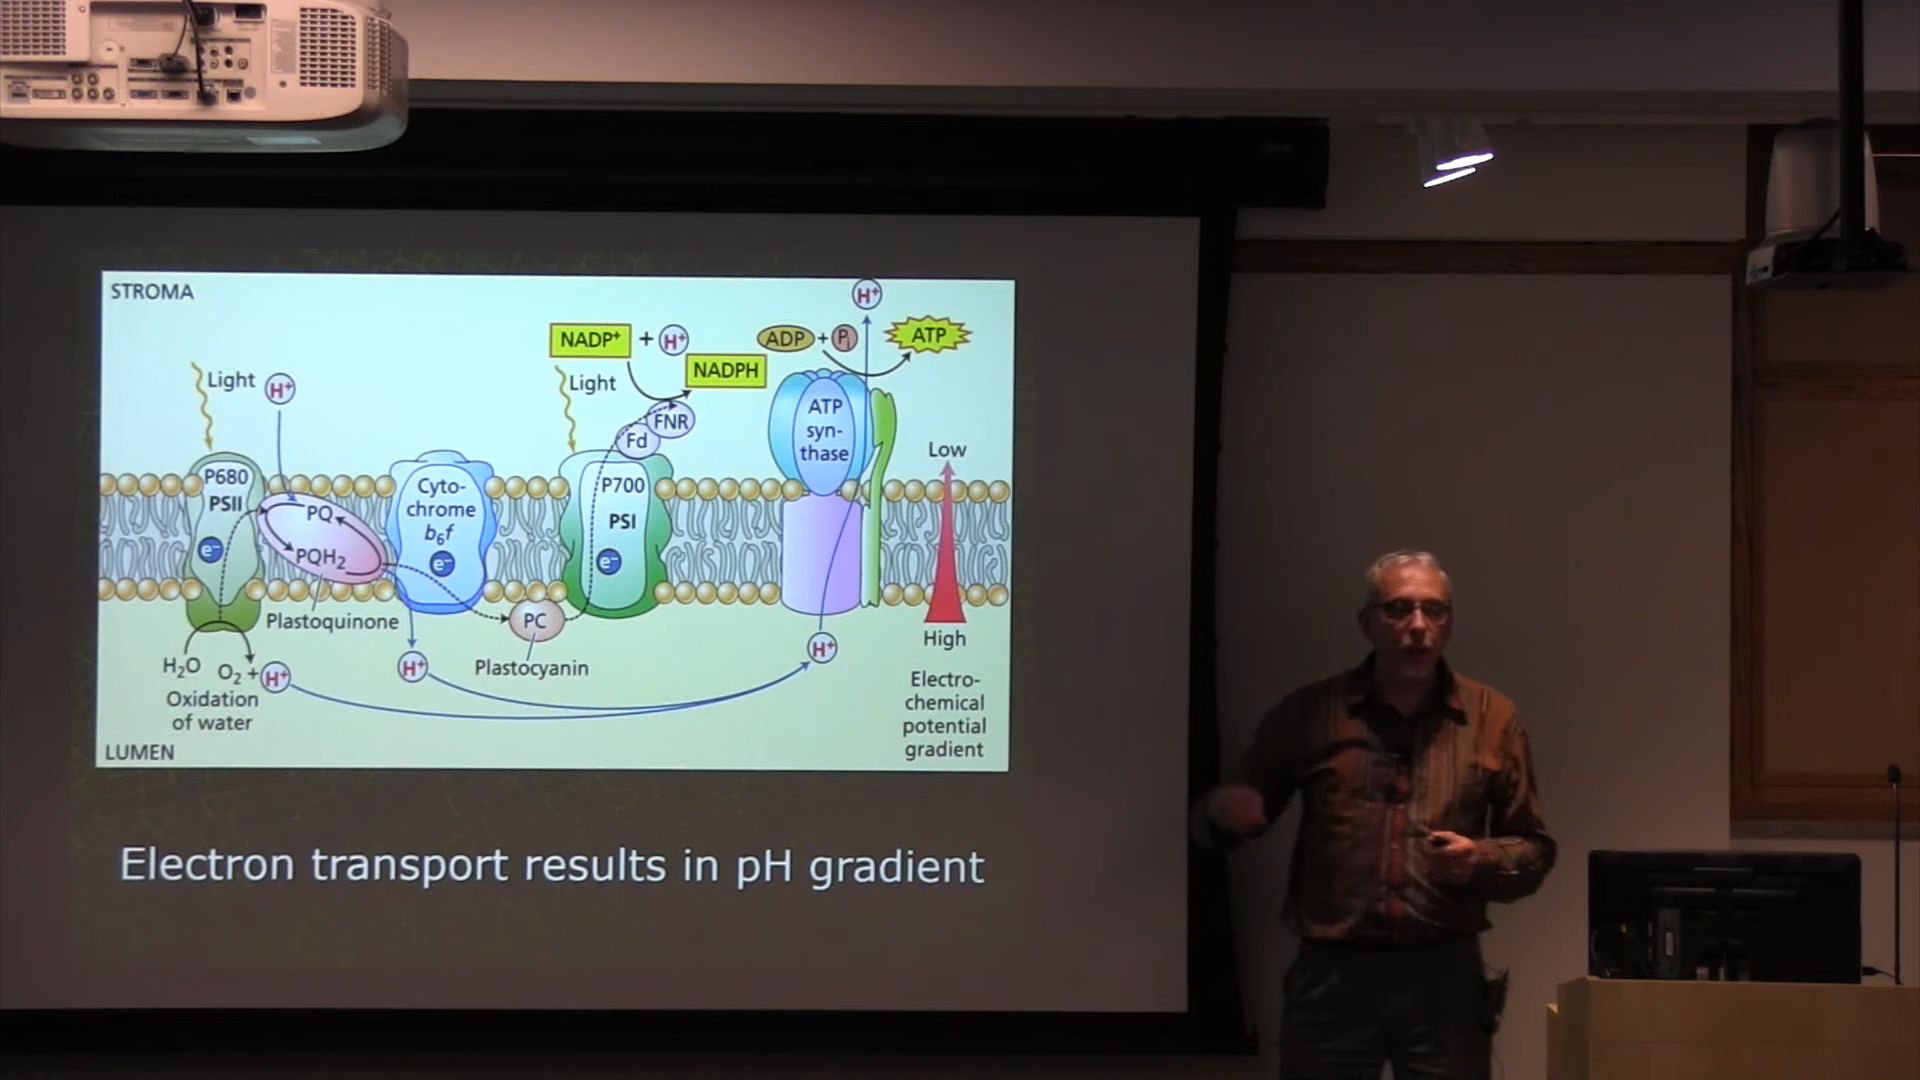 STROMA
H⁺
NADP⁺ + H⁺
ADP + Pᵢ
ATP
NADPH
Light
H⁺
Light
FNR
Fd
ATP
syn-
thase
Low
P680
PSII
e⁻
PQ
PQH₂
Cyto-
chrome
b₆f
e⁻
P700
PSI
e⁻
Plastoquinone
PC
High
H₂O
O₂ + H⁺
H⁺
Plastocyanin
H⁺
Oxidation
of water
Electro-
chemical
potential
gradient
LUMEN
Electron transport results in pH gradient